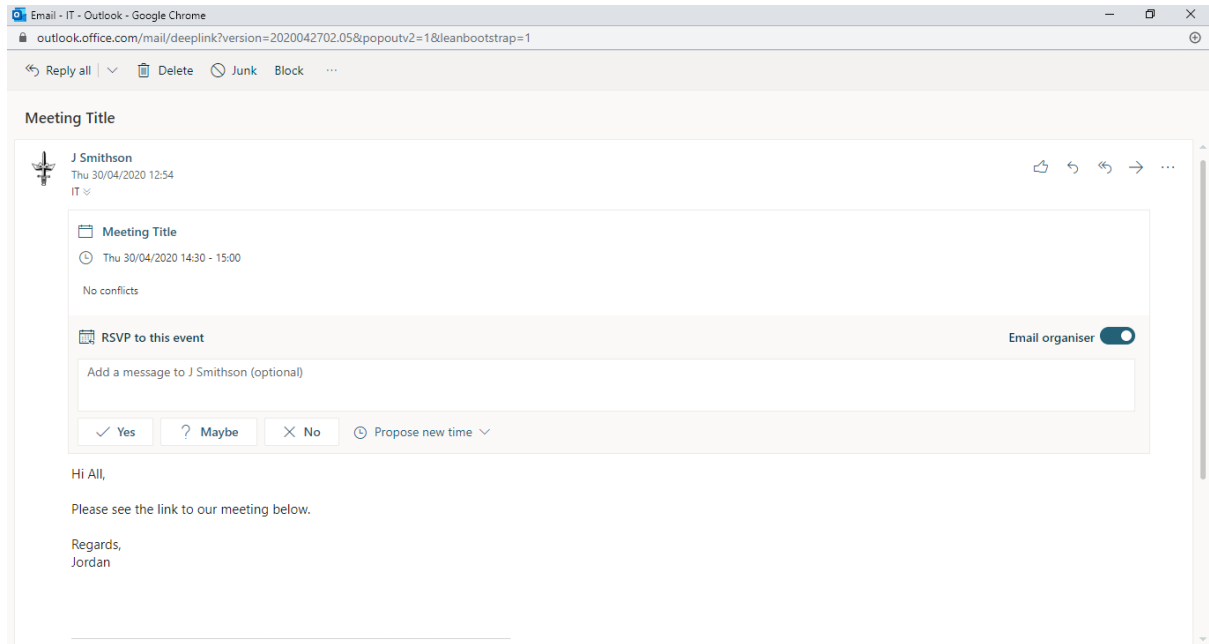 Email - IT - Outlook - Google Chrome
outlook.office.com/mail/deeplink?version=2020042702.05&popoutv2=1&leanbootstrap=1
Reply all Delete Junk Block ...
Meeting Title
J Smithson
Thu 30/04/2020 12:54
IT
Meeting Title
Thu 30/04/2020 14:30 - 15:00
No conflicts
RSVP to this event Email organiser
Add a message to J Smithson (optional)
Yes ? Maybe No Propose new time
Hi All,
Please see the link to our meeting below.
Regards,
Jordan